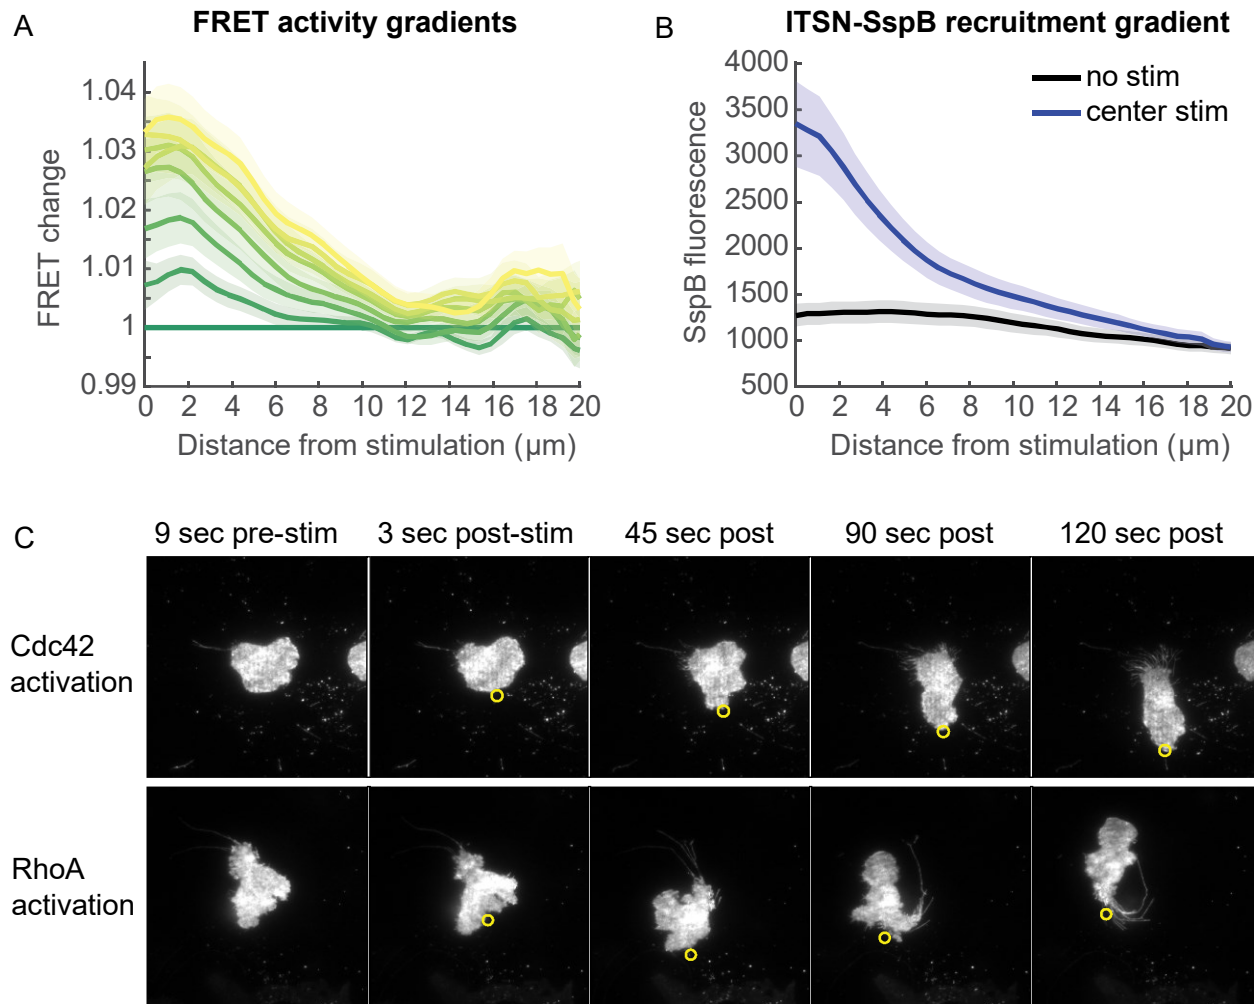 A
FRET activity gradients
FRET change
1.04
1.03
1.02
1.01
1
0.99
0 2 4 6 8 10 12 14 16 18 20
Distance from stimulation (µm)
B
ITSN-SspB recruitment gradient
SspB fluorescence
4000
3500
3000
2500
2000
1500
1000
500
no stim
center stim
0 2 4 6 8 10 12 14 16 18 20
Distance from stimulation (µm)
C
9 sec pre-stim 3 sec post-stim 45 sec post 90 sec post 120 sec post
Cdc42
activation
RhoA
activation